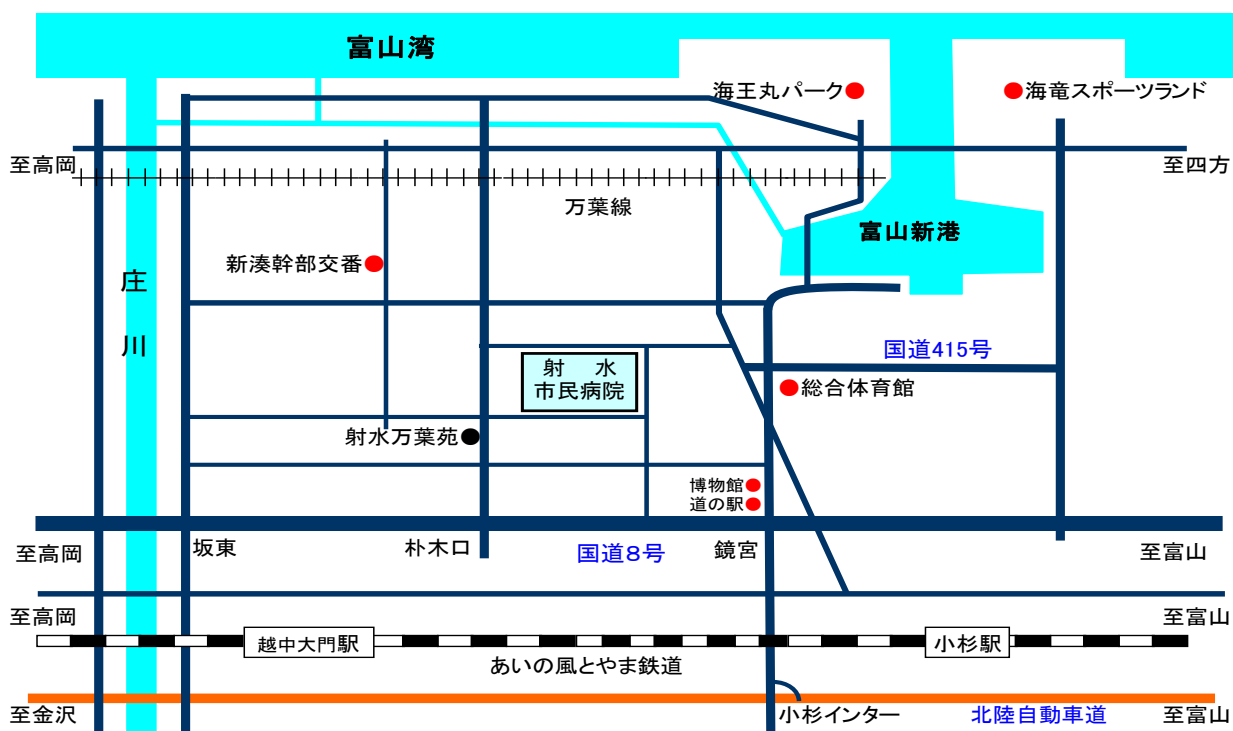 富山湾
海王丸パーク
海竜スポーツランド
至高岡
至四方
万葉線
富山新港
新湊幹部交番
庄
川
国道415号
射　水
市民病院
総合体育館
射水万葉苑
博物館
道の駅
至高岡
坂東
朴木口
国道8号
鏡宮
至富山
至高岡
至富山
越中大門駅
小杉駅
あいの風とやま鉄道
至金沢
小杉インター
北陸自動車道
至富山